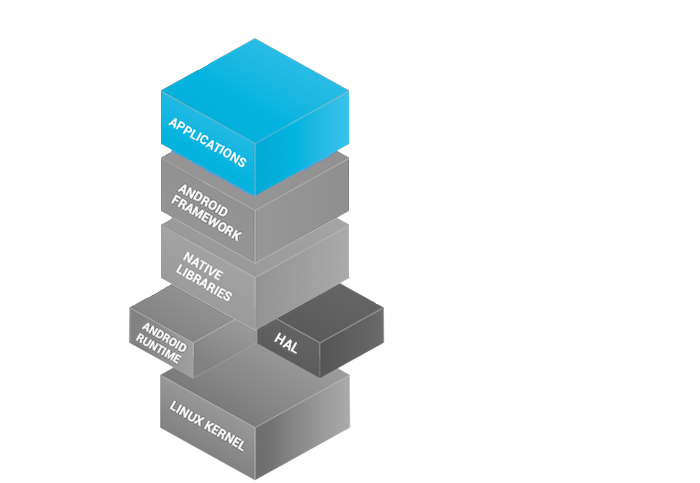 APPLICATIONS
ANDROID
FRAMEWORK
NATIVE
LIBRARIES
ANDROID
RUNTIME
HAL
LINUX KERNEL